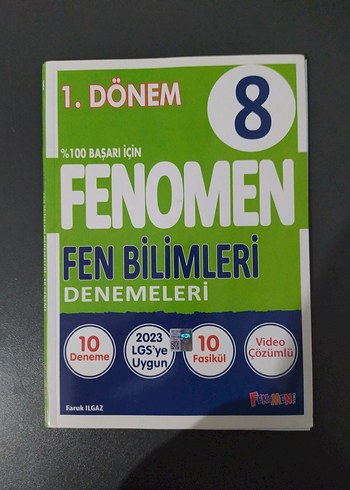 1. DÖNEM
8
%100 BAŞARI İÇİN
FENOMEN
FEN BİLİMLERİ
DENEMELERİ
10
Deneme
2023
LGS'ye
Uygun
10
Fasikül
Video
Çözümlü
Faruk ILGAZ
FENOMEN